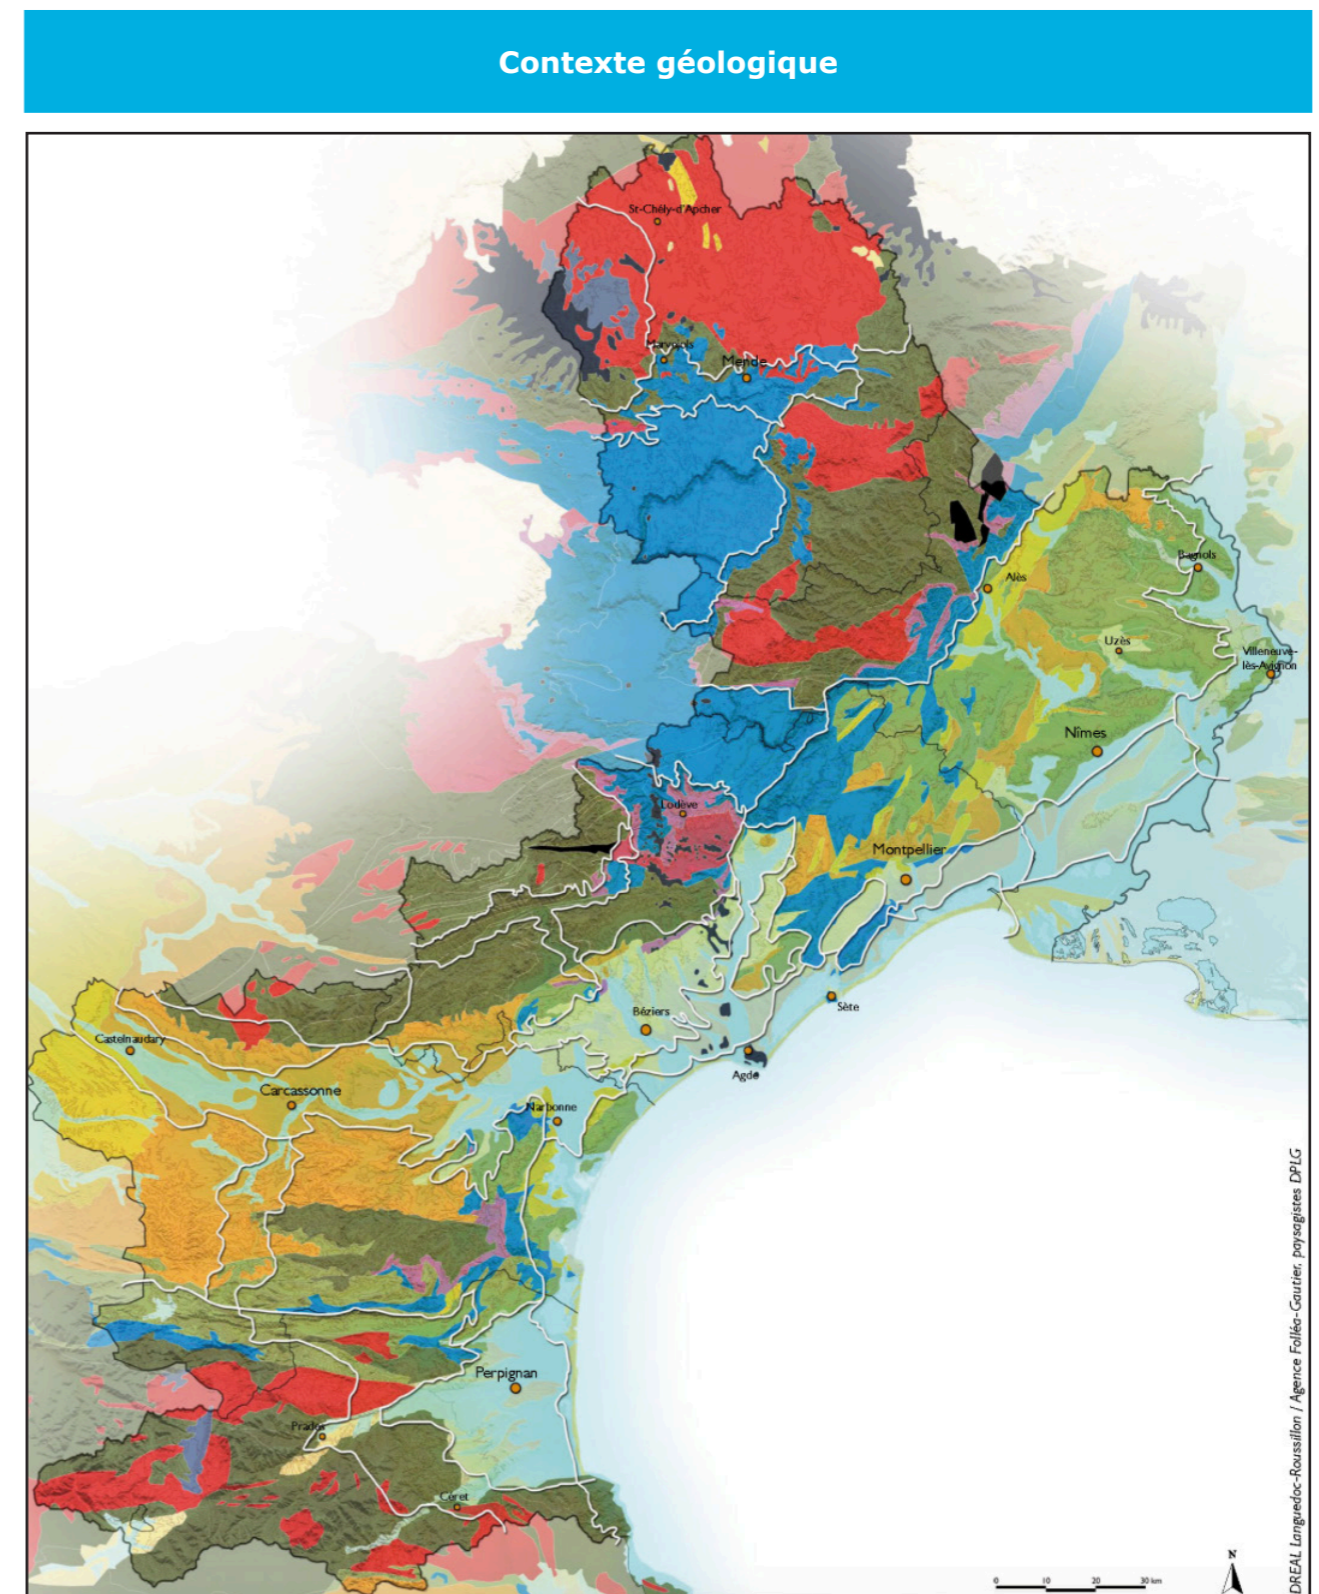 Contexte géologique
St-Chély-d'Apcher
Marvejols
Mende
Bagnols
Alès
Uzès
Villeneuve-
lès-Avignon
Nîmes
Lodève
Montpellier
Sète
Béziers
Castelnaudary
Agde
Carcassonne
Narbonne
Perpignan
Prades
Céret
N
0 10 20 30 km
DREAL Languedoc-Roussillon / Agence Folléa-Gautier, paysagistes DPLG